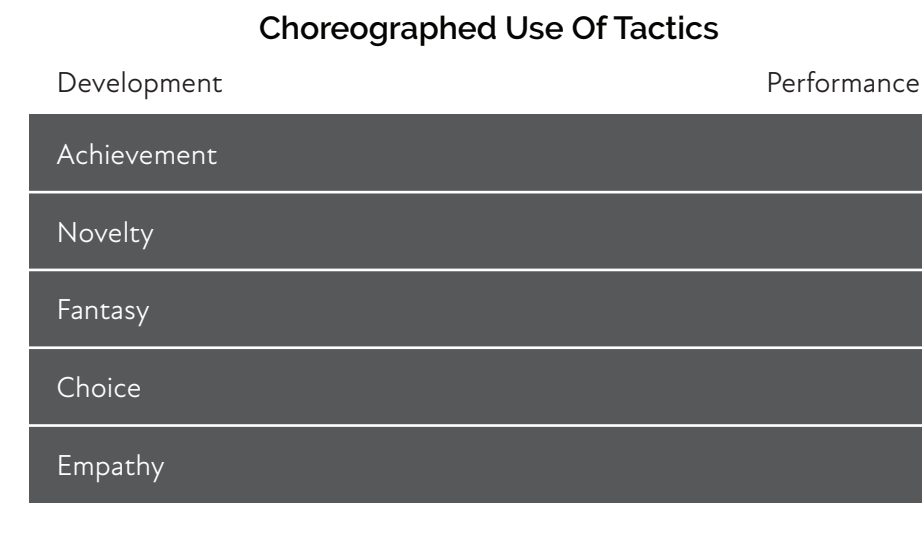 Choreographed Use Of Tactics
Development Performance
Achievement
Novelty
Fantasy
Choice
Empathy